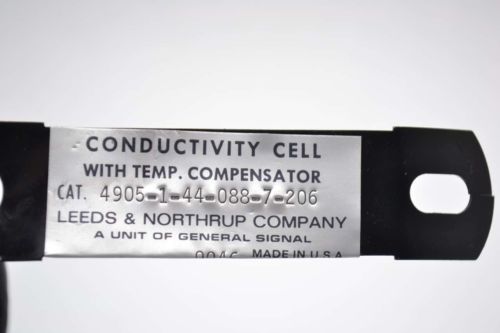 CONDUCTIVITY CELL
WITH TEMP. COMPENSATOR
CAT. 4905-1-44-088-7-206
LEEDS & NORTHRUP COMPANY
A UNIT OF GENERAL SIGNAL
MADE IN U.S.A.